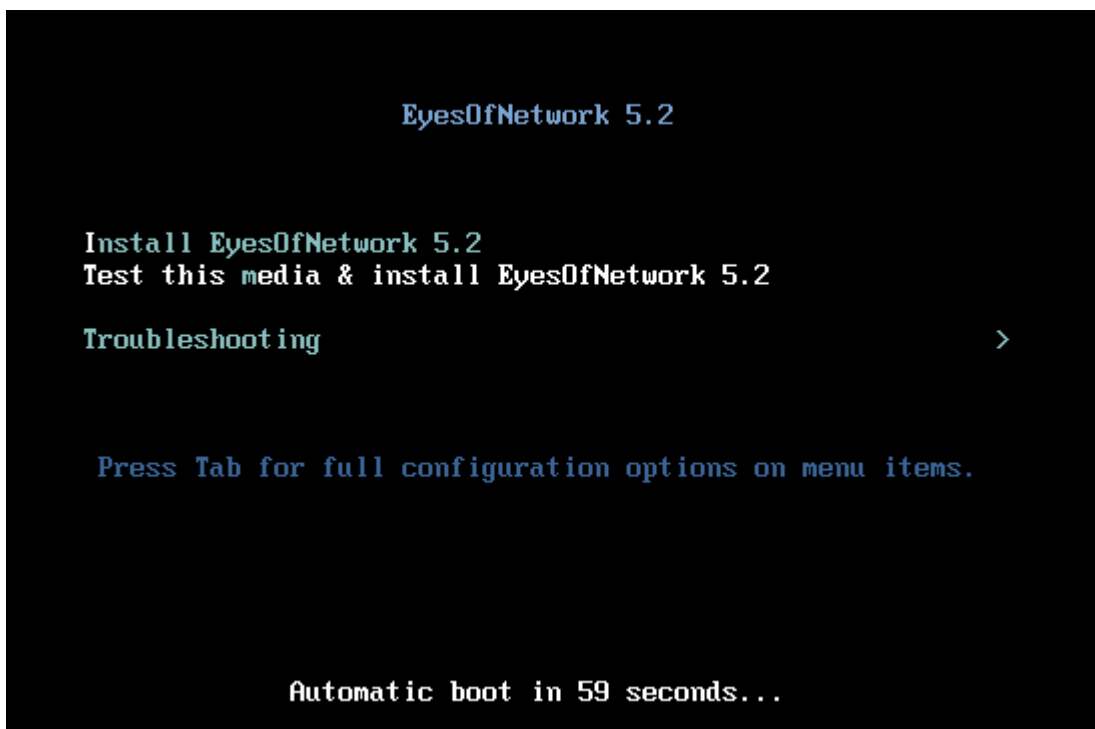 EyesOfNetwork 5.2
Install EyesOfNetwork 5.2
Test this media & install EyesOfNetwork 5.2
Troubleshooting >
Press Tab for full configuration options on menu items.
Automatic boot in 59 seconds...